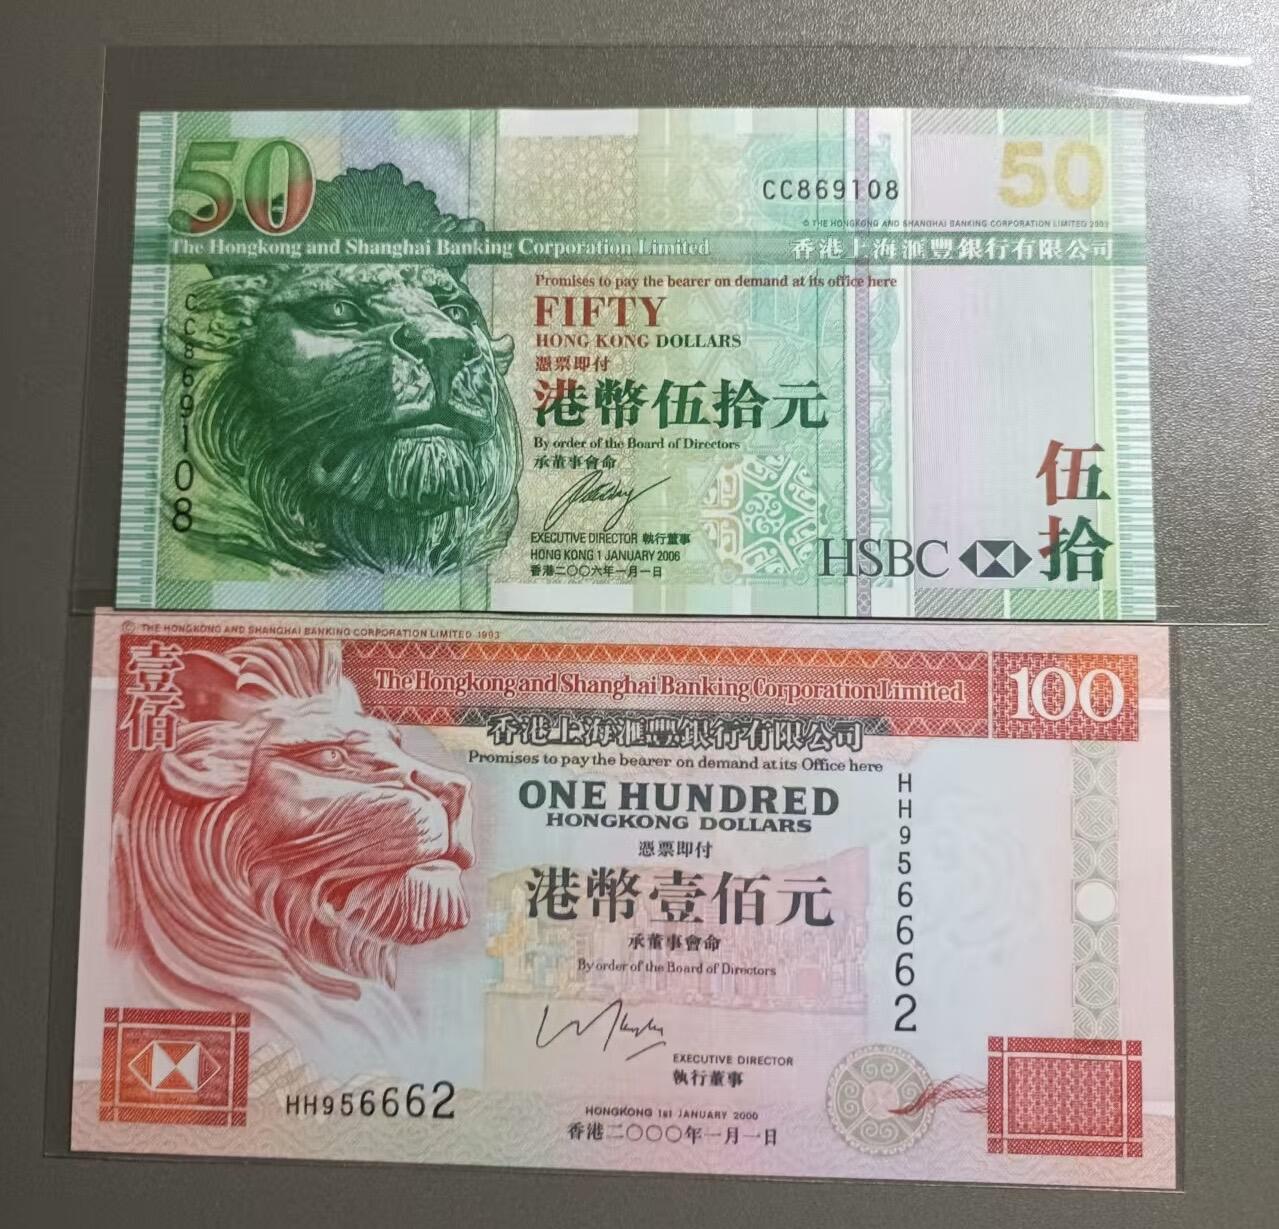 50
CC869108
50
© THE HONGKONG AND SHANGHAI BANKING CORPORATION LIMITED 2003
The Hongkong and Shanghai Banking Corporation Limited
香港上海滙豐銀行有限公司
Promises to pay the bearer on demand at its office here
FIFTY
HONG KONG DOLLARS
憑票即付
港幣伍拾元
By order of the Board of Directors
承董事會命
EXECUTIVE DIRECTOR 執行董事
HONG KONG 1 JANUARY 2006
香港二〇〇六年一月一日
CC869108
HSBC
伍拾
© THE HONGKONG AND SHANGHAI BANKING CORPORATION LIMITED 1993
壹佰
The Hongkong and Shanghai Banking Corporation Limited
100
香港上海滙豐銀行有限公司
Promises to pay the bearer on demand at its Office here
ONE HUNDRED
HONGKONG DOLLARS
憑票即付
港幣壹佰元
承董事會命
By order of the Board of Directors
HH956662
EXECUTIVE DIRECTOR
執行董事
HH956662
HONGKONG 1st JANUARY 2000
香港二〇〇〇年一月一日